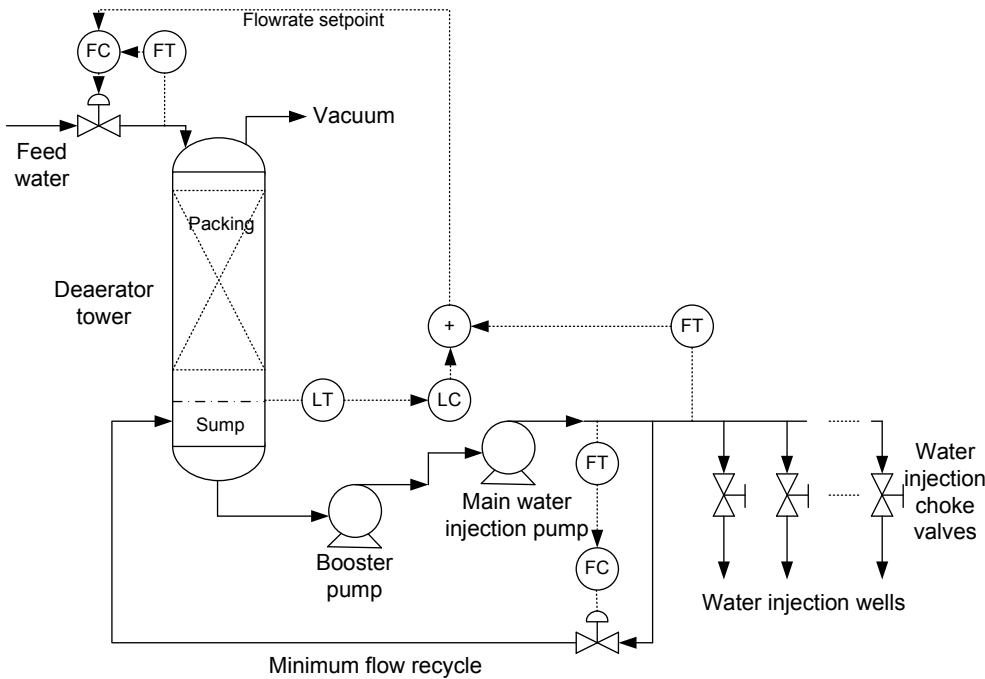 Flowrate setpoint
FC
FT
Vacuum
Feed
water
Packing
Deaerator
tower
+
FT
LT
LC
Sump
FT
Water
injection
choke
valves
Main water
injection pump
Booster
pump
FC
Water injection wells
Minimum flow recycle